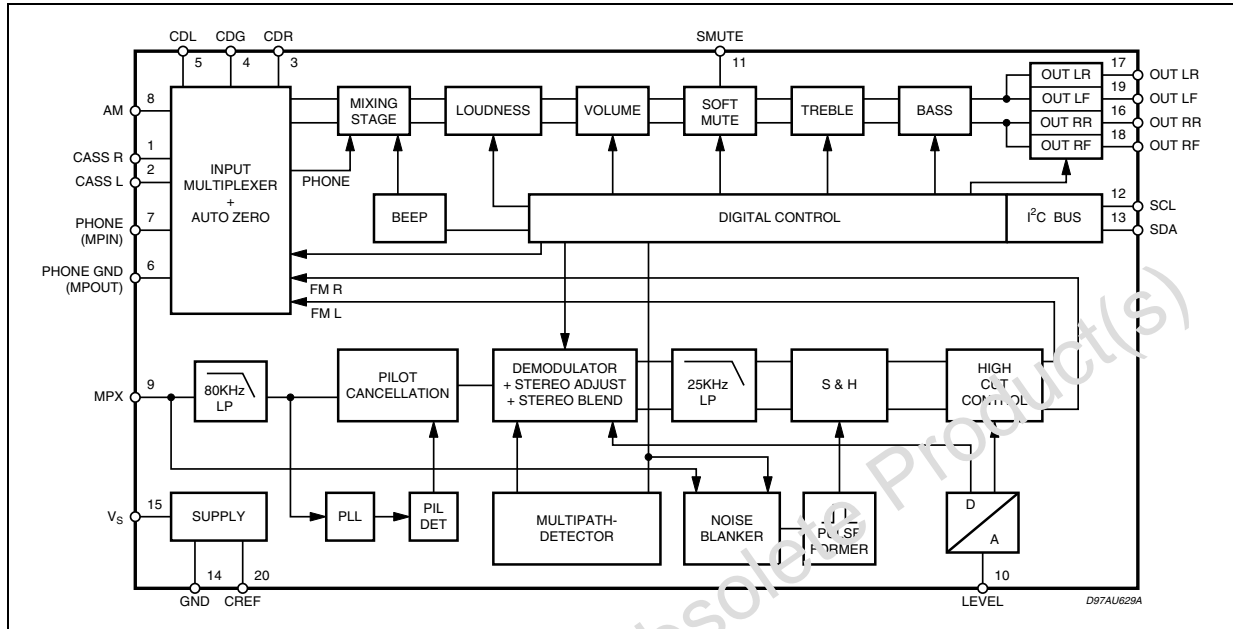 CDL CDG CDR SMUTE
5 4 3 11 17
AM 8
CASS R 1
CASS L 2
PHONE 7
(MPIN)
PHONE GND 6
(MPOUT)
INPUT
MULTIPLEXER
+
AUTO ZERO
MIXING
STAGE
LOUDNESS
VOLUME
SOFT
MUTE
TREBLE
BASS
OUT LR OUT LR
19
OUT LF OUT LF
16
OUT RR OUT RR
18
OUT RF OUT RF
PHONE
BEEP
DIGITAL CONTROL
I²C BUS
12 SCL
13 SDA
FM R
FM L
MPX 9
80KHz
LP
PILOT
CANCELLATION
DEMODULATOR
+ STEREO ADJUST
+ STEREO BLEND
25KHz
LP
S & H
HIGH
CUT
CONTROL
VS 15
SUPPLY
PLL
PIL
DET
MULTIPATH-
DETECTOR
NOISE
BLANKER
PULSE
FORMER
D
A
14 20 10
GND CREF LEVEL
D97AU629A
Obsolete Product(s)